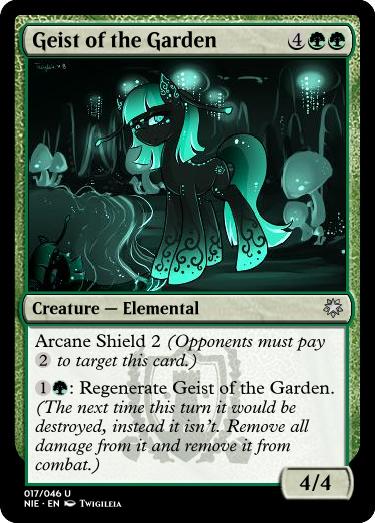 Geist of the Garden 4
Twigileia
Creature — Elemental
Arcane Shield 2 (Opponents must pay
2 to target this card.)
1: Regenerate Geist of the Garden.
(The next time this turn it would be
destroyed, instead it isn't. Remove all
damage from it and remove it from
combat.)
4/4
017/046 U
NIE • EN Twigileia